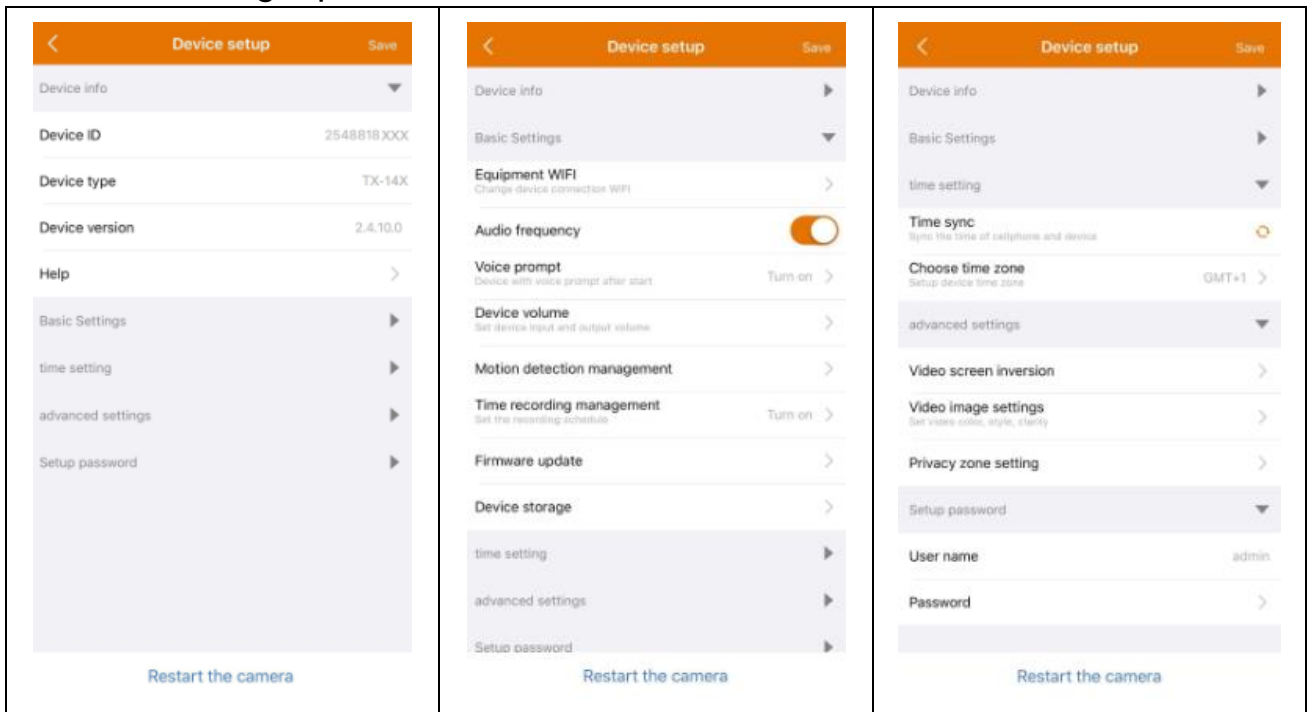 Device setup
Save
Device info
Device ID
2548818XXX
Device type
TX-14X
Device version
2.4.10.0
Help
Basic Settings
time setting
advanced settings
Setup password
Restart the camera
Device setup
Save
Device info
Basic Settings
Equipment WIFI
Change device connection WIFI
Audio frequency
Voice prompt
Device with voice prompt after start
Turn on
Device volume
Set device input and output volume
Motion detection management
Time recording management
Set the recording schedule
Turn on
Firmware update
Device storage
time setting
advanced settings
Setup password
Restart the camera
Device setup
Save
Device info
Basic Settings
time setting
Time sync
Sync the time of cellphone and device
Choose time zone
Setup device time zone
GMT+1
advanced settings
Video screen inversion
Video image settings
Set video color, style, clarity
Privacy zone setting
Setup password
User name
admin
Password
Restart the camera